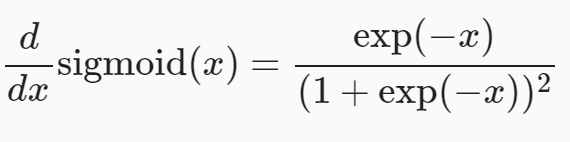 d/dx sigmoid(x) = exp(−x) / (1 + exp(−x))²